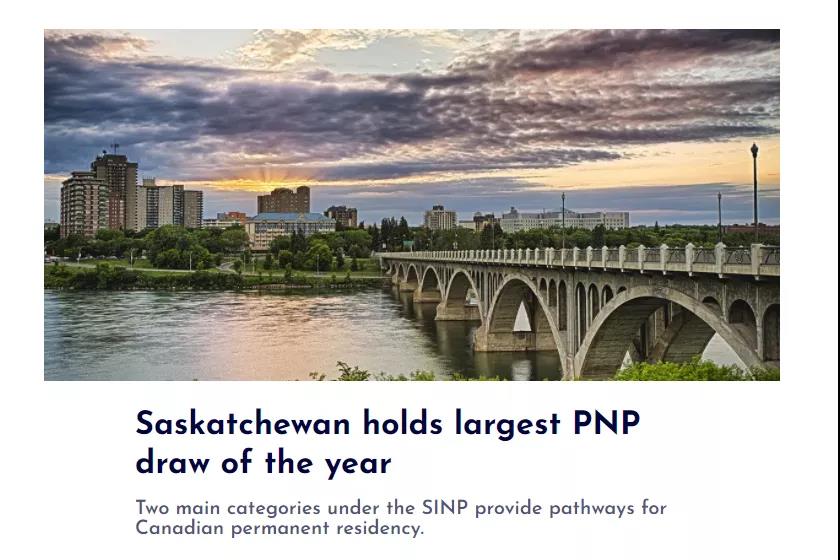 Saskatchewan holds largest PNP
draw of the year
Two main categories under the SINP provide pathways for
Canadian permanent residency.